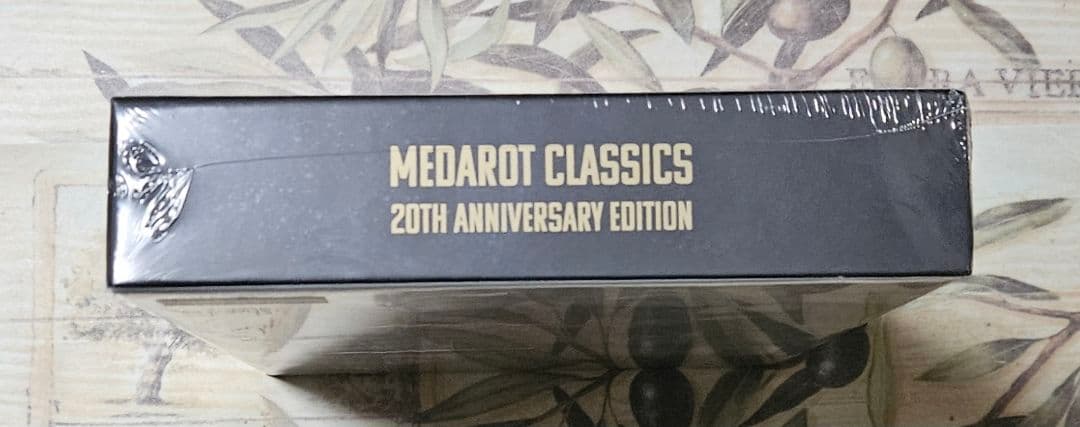 MEDAROT CLASSICS
20TH ANNIVERSARY EDITION